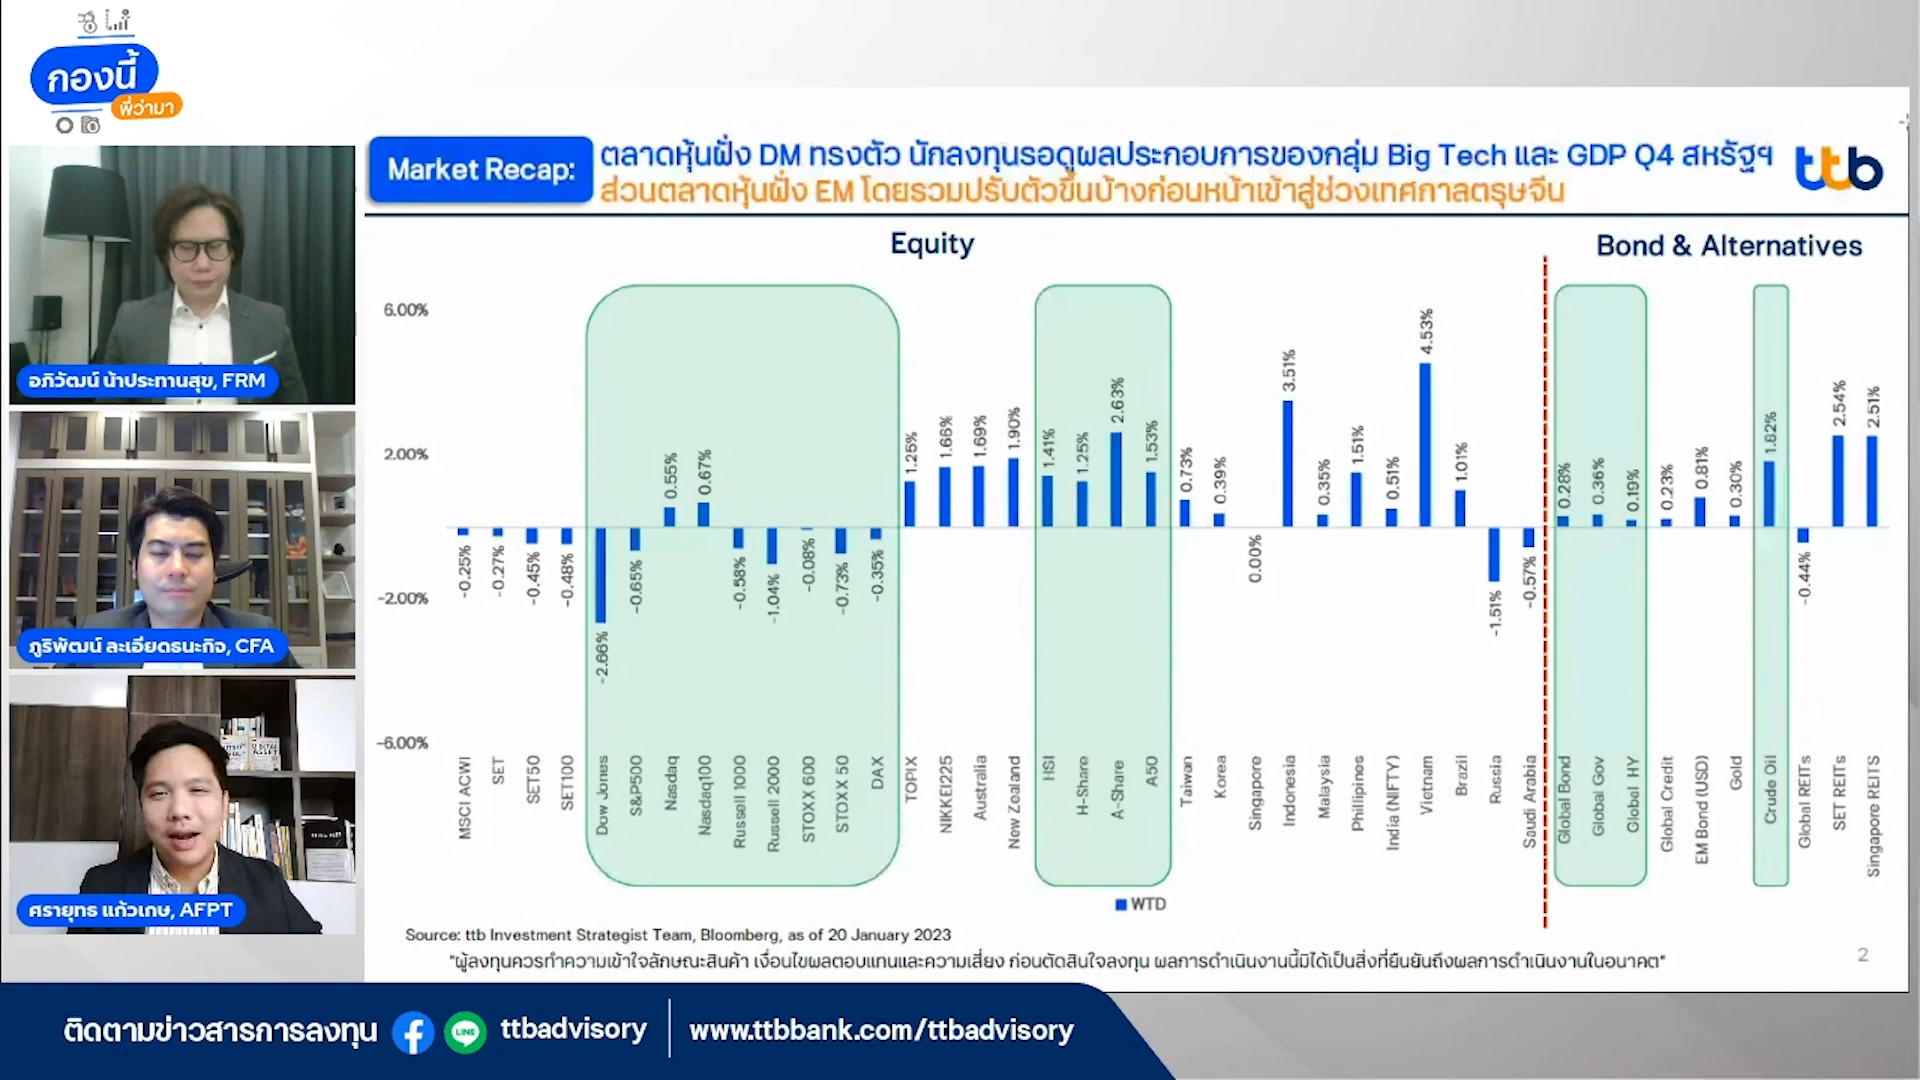 กองนี้
พี่ว่ามา
อภิวัฒน์ น้าประทานสุข, FRM
ภูริพัฒน์ ละเอียดธนะกิจ, CFA
ศรายุทธ แก้วเกษ, AFPT
Market Recap:
ตลาดหุ้นฝั่ง DM ทรงตัว นักลงทุนรอดูผลประกอบการของกลุ่ม Big Tech และ GDP Q4 สหรัฐฯ
ส่วนตลาดหุ้นฝั่ง EM โดยรวมปรับตัวขึ้นบ้างก่อนหน้าเข้าสู่ช่วงเทศกาลตรุษจีน
ttb
Equity
Bond & Alternatives
6.00%
2.00%
-2.00%
-6.00%
-0.25%
-0.27%
-0.45%
-0.48%
-2.66%
-0.65%
0.55%
0.67%
-0.58%
-1.04%
-0.08%
-0.73%
-0.35%
1.25%
1.66%
1.69%
1.90%
1.41%
1.25%
2.63%
1.53%
0.73%
0.39%
0.00%
3.51%
0.35%
1.51%
0.51%
4.53%
1.01%
-1.51%
-0.57%
0.28%
0.36%
0.19%
0.23%
0.81%
0.30%
1.82%
-0.44%
2.54%
2.51%
MSCI ACWI
SET
SET50
SET100
Dow Jones
S&P500
Nasdaq
Nasdaq100
Russell 1000
Russell 2000
STOXX 600
STOXX 50
DAX
TOPIX
NIKKEI225
Australia
New Zealand
HSI
H-Share
A-Share
A50
Taiwan
Korea
Singapore
Indonesia
Malaysia
Phillipines
India (NIFTY)
Vietnam
Brazil
Russia
Saudi Arabia
Global Bond
Global Gov
Global HY
Global Credit
EM Bond (USD)
Gold
Crude Oil
Global REITs
SET REITs
Singapore REITS
WTD
Source: ttb Investment Strategist Team, Bloomberg, as of 20 January 2023
"ผู้ลงทุนควรทำความเข้าใจลักษณะสินค้า เงื่อนไขผลตอบแทนและความเสี่ยง ก่อนตัดสินใจลงทุน ผลการดำเนินงานนี้มิได้เป็นสิ่งที่ยืนยันถึงผลการดำเนินงานในอนาคต"
2
ติดตามข่าวสารการลงทุน
LINE
ttbadvisory
www.ttbbank.com/ttbadvisory